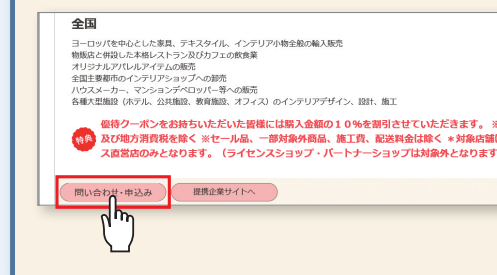 全国
ヨーロッパを中心とした家具、テキスタイル、インテリア小物全般の輸入販売
物販店と併設した本格レストラン及びカフェの飲食業
オリジナルアパレルアイテムの販売
全国主要都市のインテリアショップへの卸売
ハウスメーカー、マンションデベロッパー等への販売
各種大型施設（ホテル、公共施設、教育施設、オフィス）のインテリアデザイン、設計、施工
特典
優待クーポンをお持ちいただいた皆様には購入金額の１０％を割引させていただきます。 ※
及び地方消費税を除く ※セール品、一部対象外商品、施工費、配送料金は除く ＊対象店舗は
ス直営店のみとなります。（ライセンスショップ・パートナーショップは対象外となります
問い合わせ・申込み
提携企業サイトへ